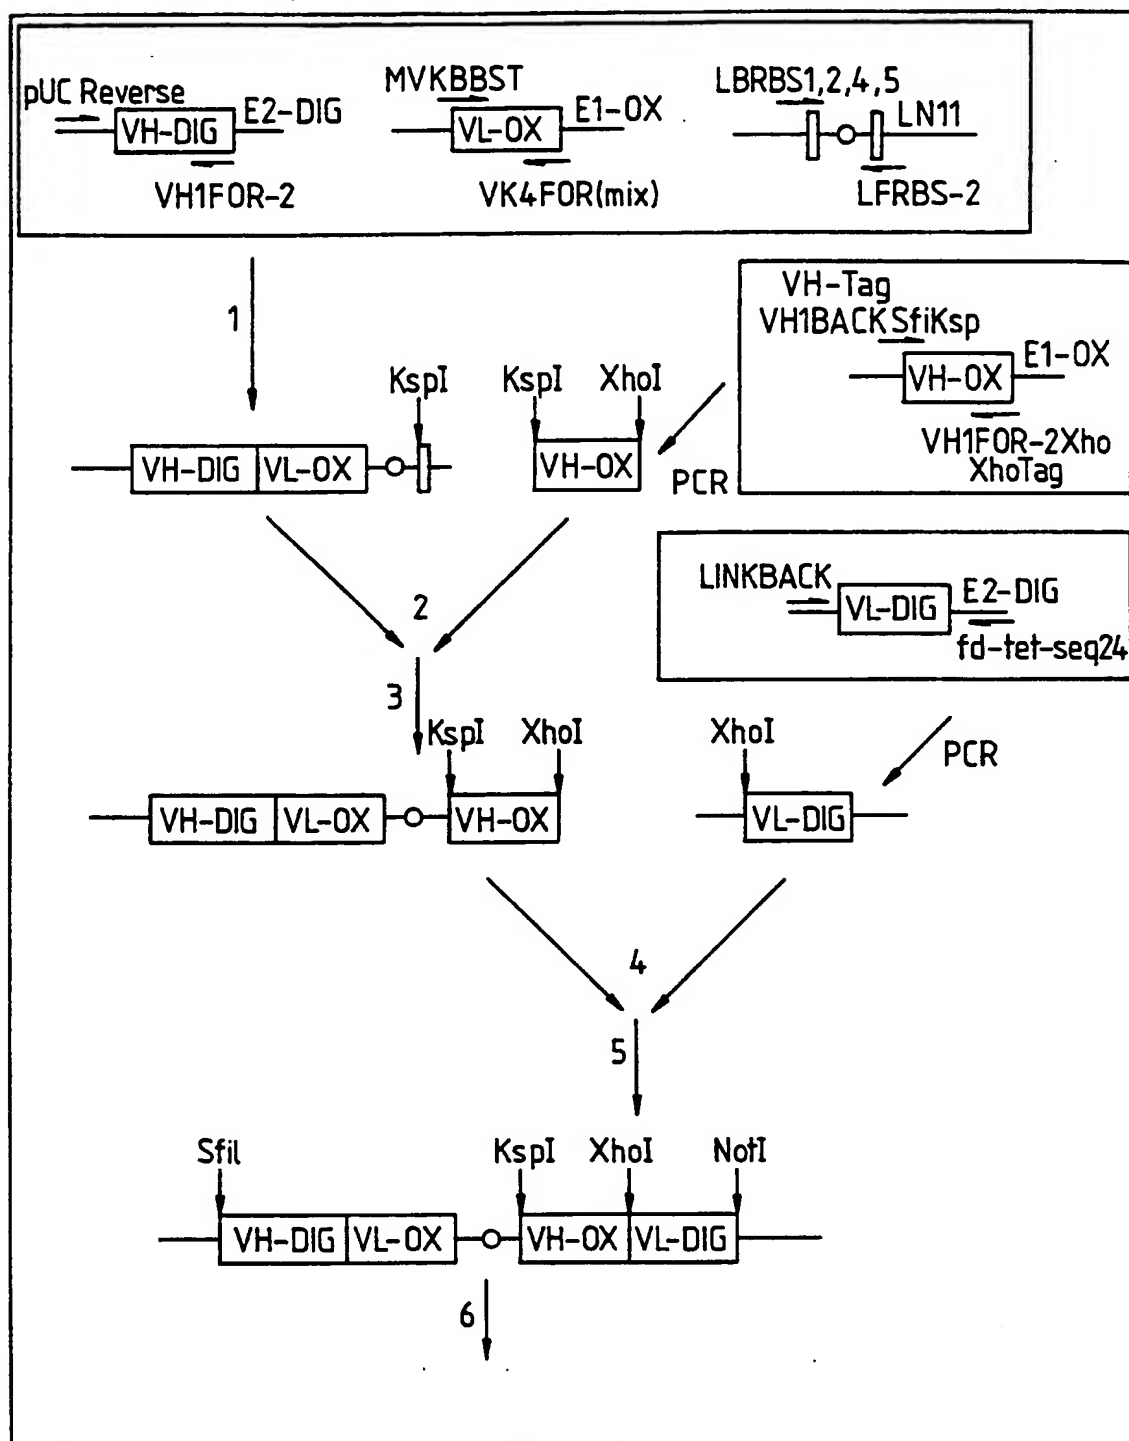 pUC Reverse
VH-DIG
E2-DIG
VH1FOR-2
MVKBBST
VL-OX
E1-OX
VK4FOR(mix)
LBRBS1,2,4,5
LN11
LFRBS-2
1
VH-Tag
VH1BACKSfiKsp
VH-OX
E1-OX
VH1FOR-2Xho
XhoTag
KspI
KspI
XhoI
VH-DIG
VL-OX
VH-OX
PCR
2
LINKBACK
VL-DIG
E2-DIG
fd-tet-seq24
3
KspI
XhoI
XhoI
PCR
VH-DIG
VL-OX
VH-OX
VL-DIG
4
5
SfiI
KspI
XhoI
NotI
VH-DIG
VL-OX
VH-OX
VL-DIG
6